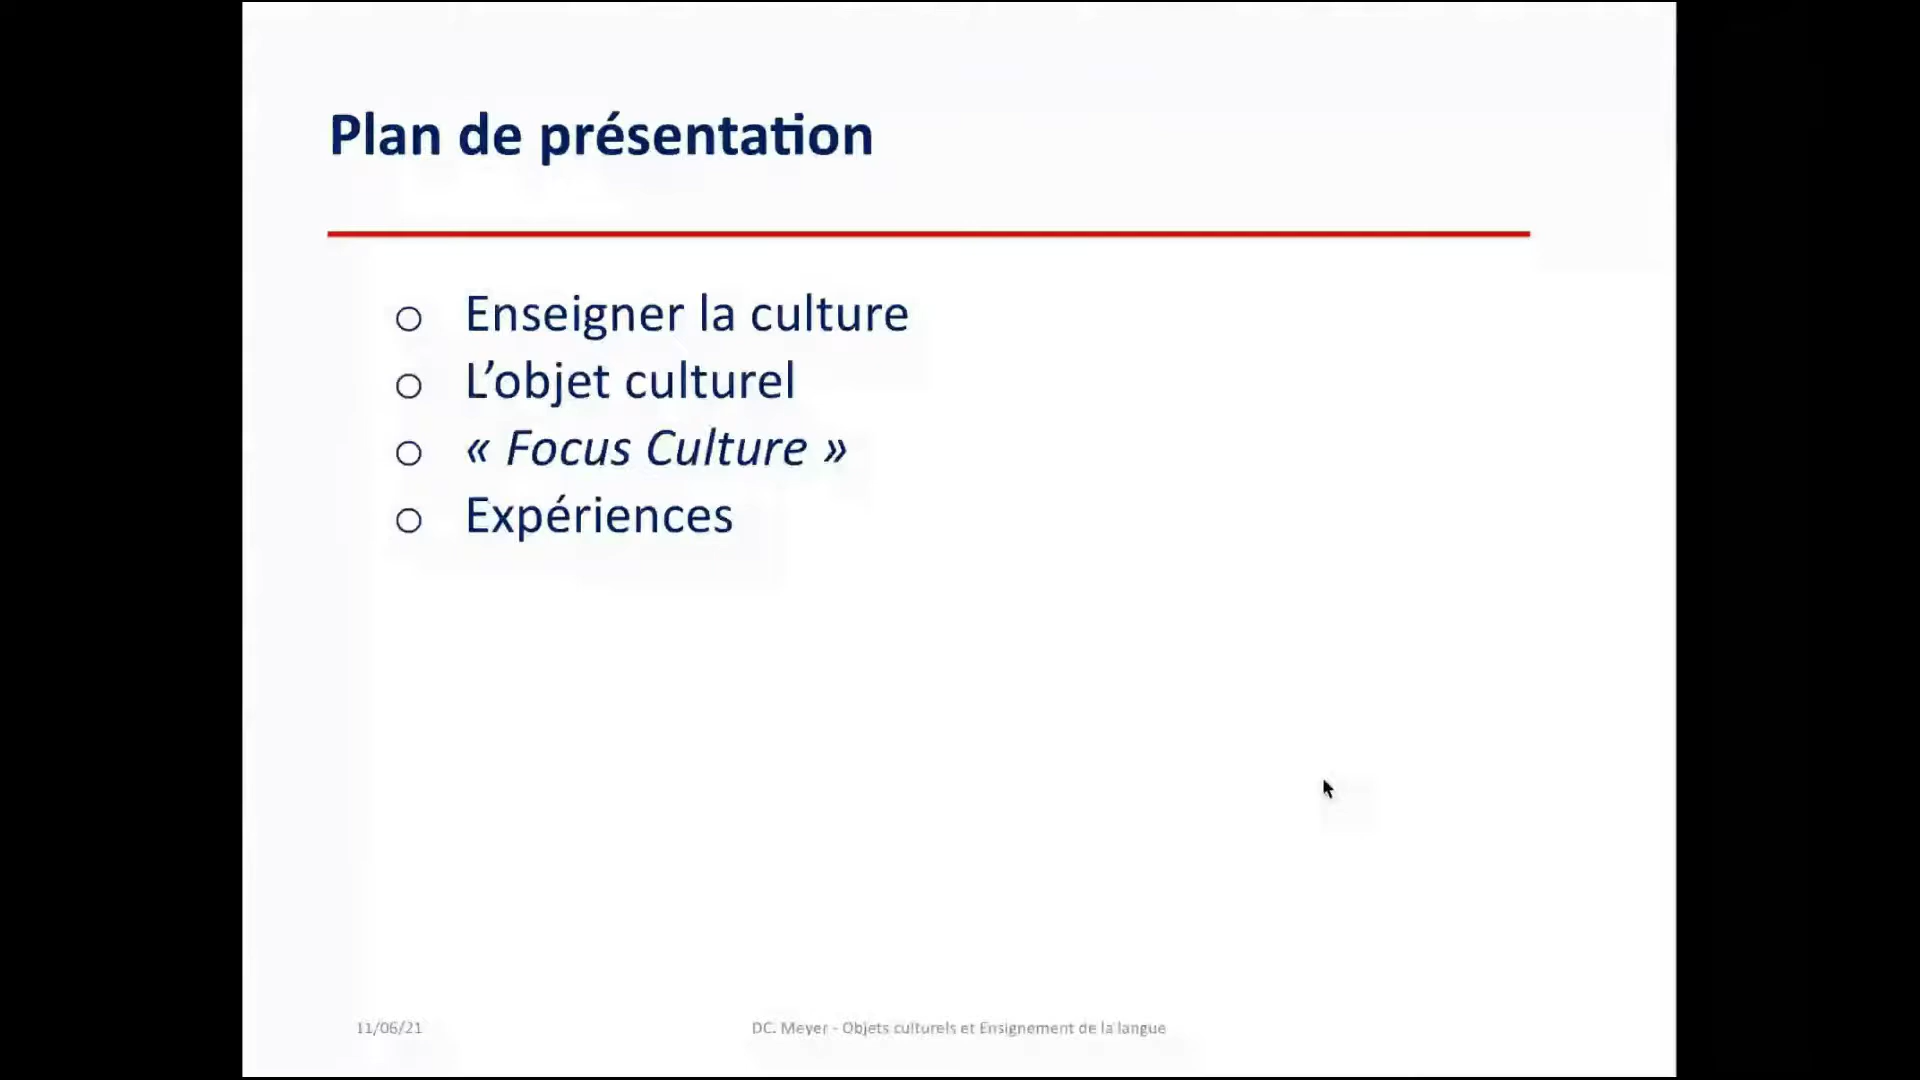 Plan de présentation
Enseigner la culture
L’objet culturel
« Focus Culture »
Expériences
11/06/21
DC. Meyer - Objets culturels et Ensignement de la langue